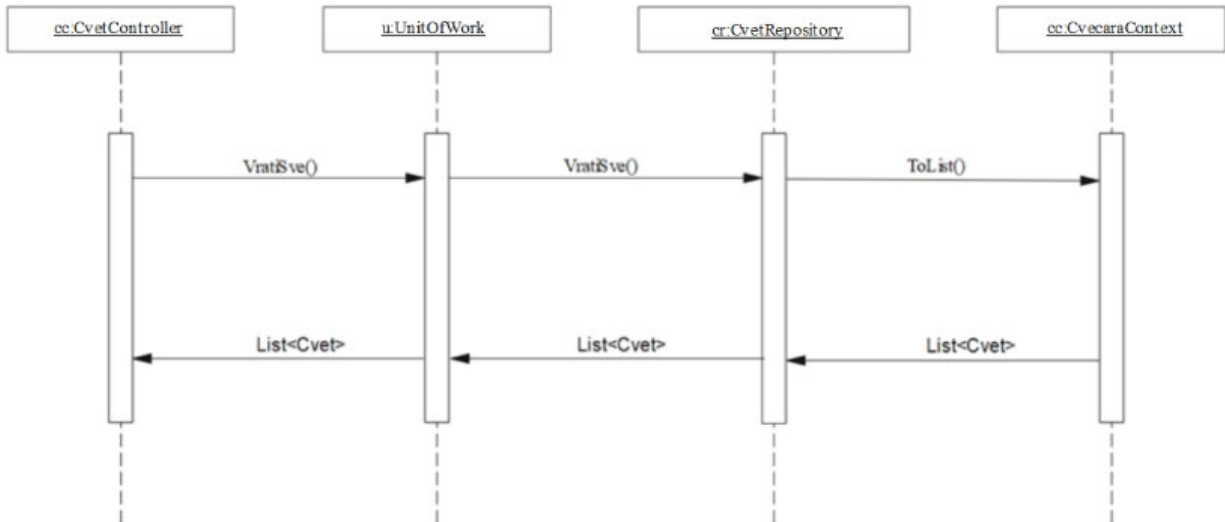 cc:CvetController
u:UnitOfWork
cr:CvetRepository
cc:CvecaraContext
VratiSve()
VratiSve()
ToList()
List<Cvet>
List<Cvet>
List<Cvet>